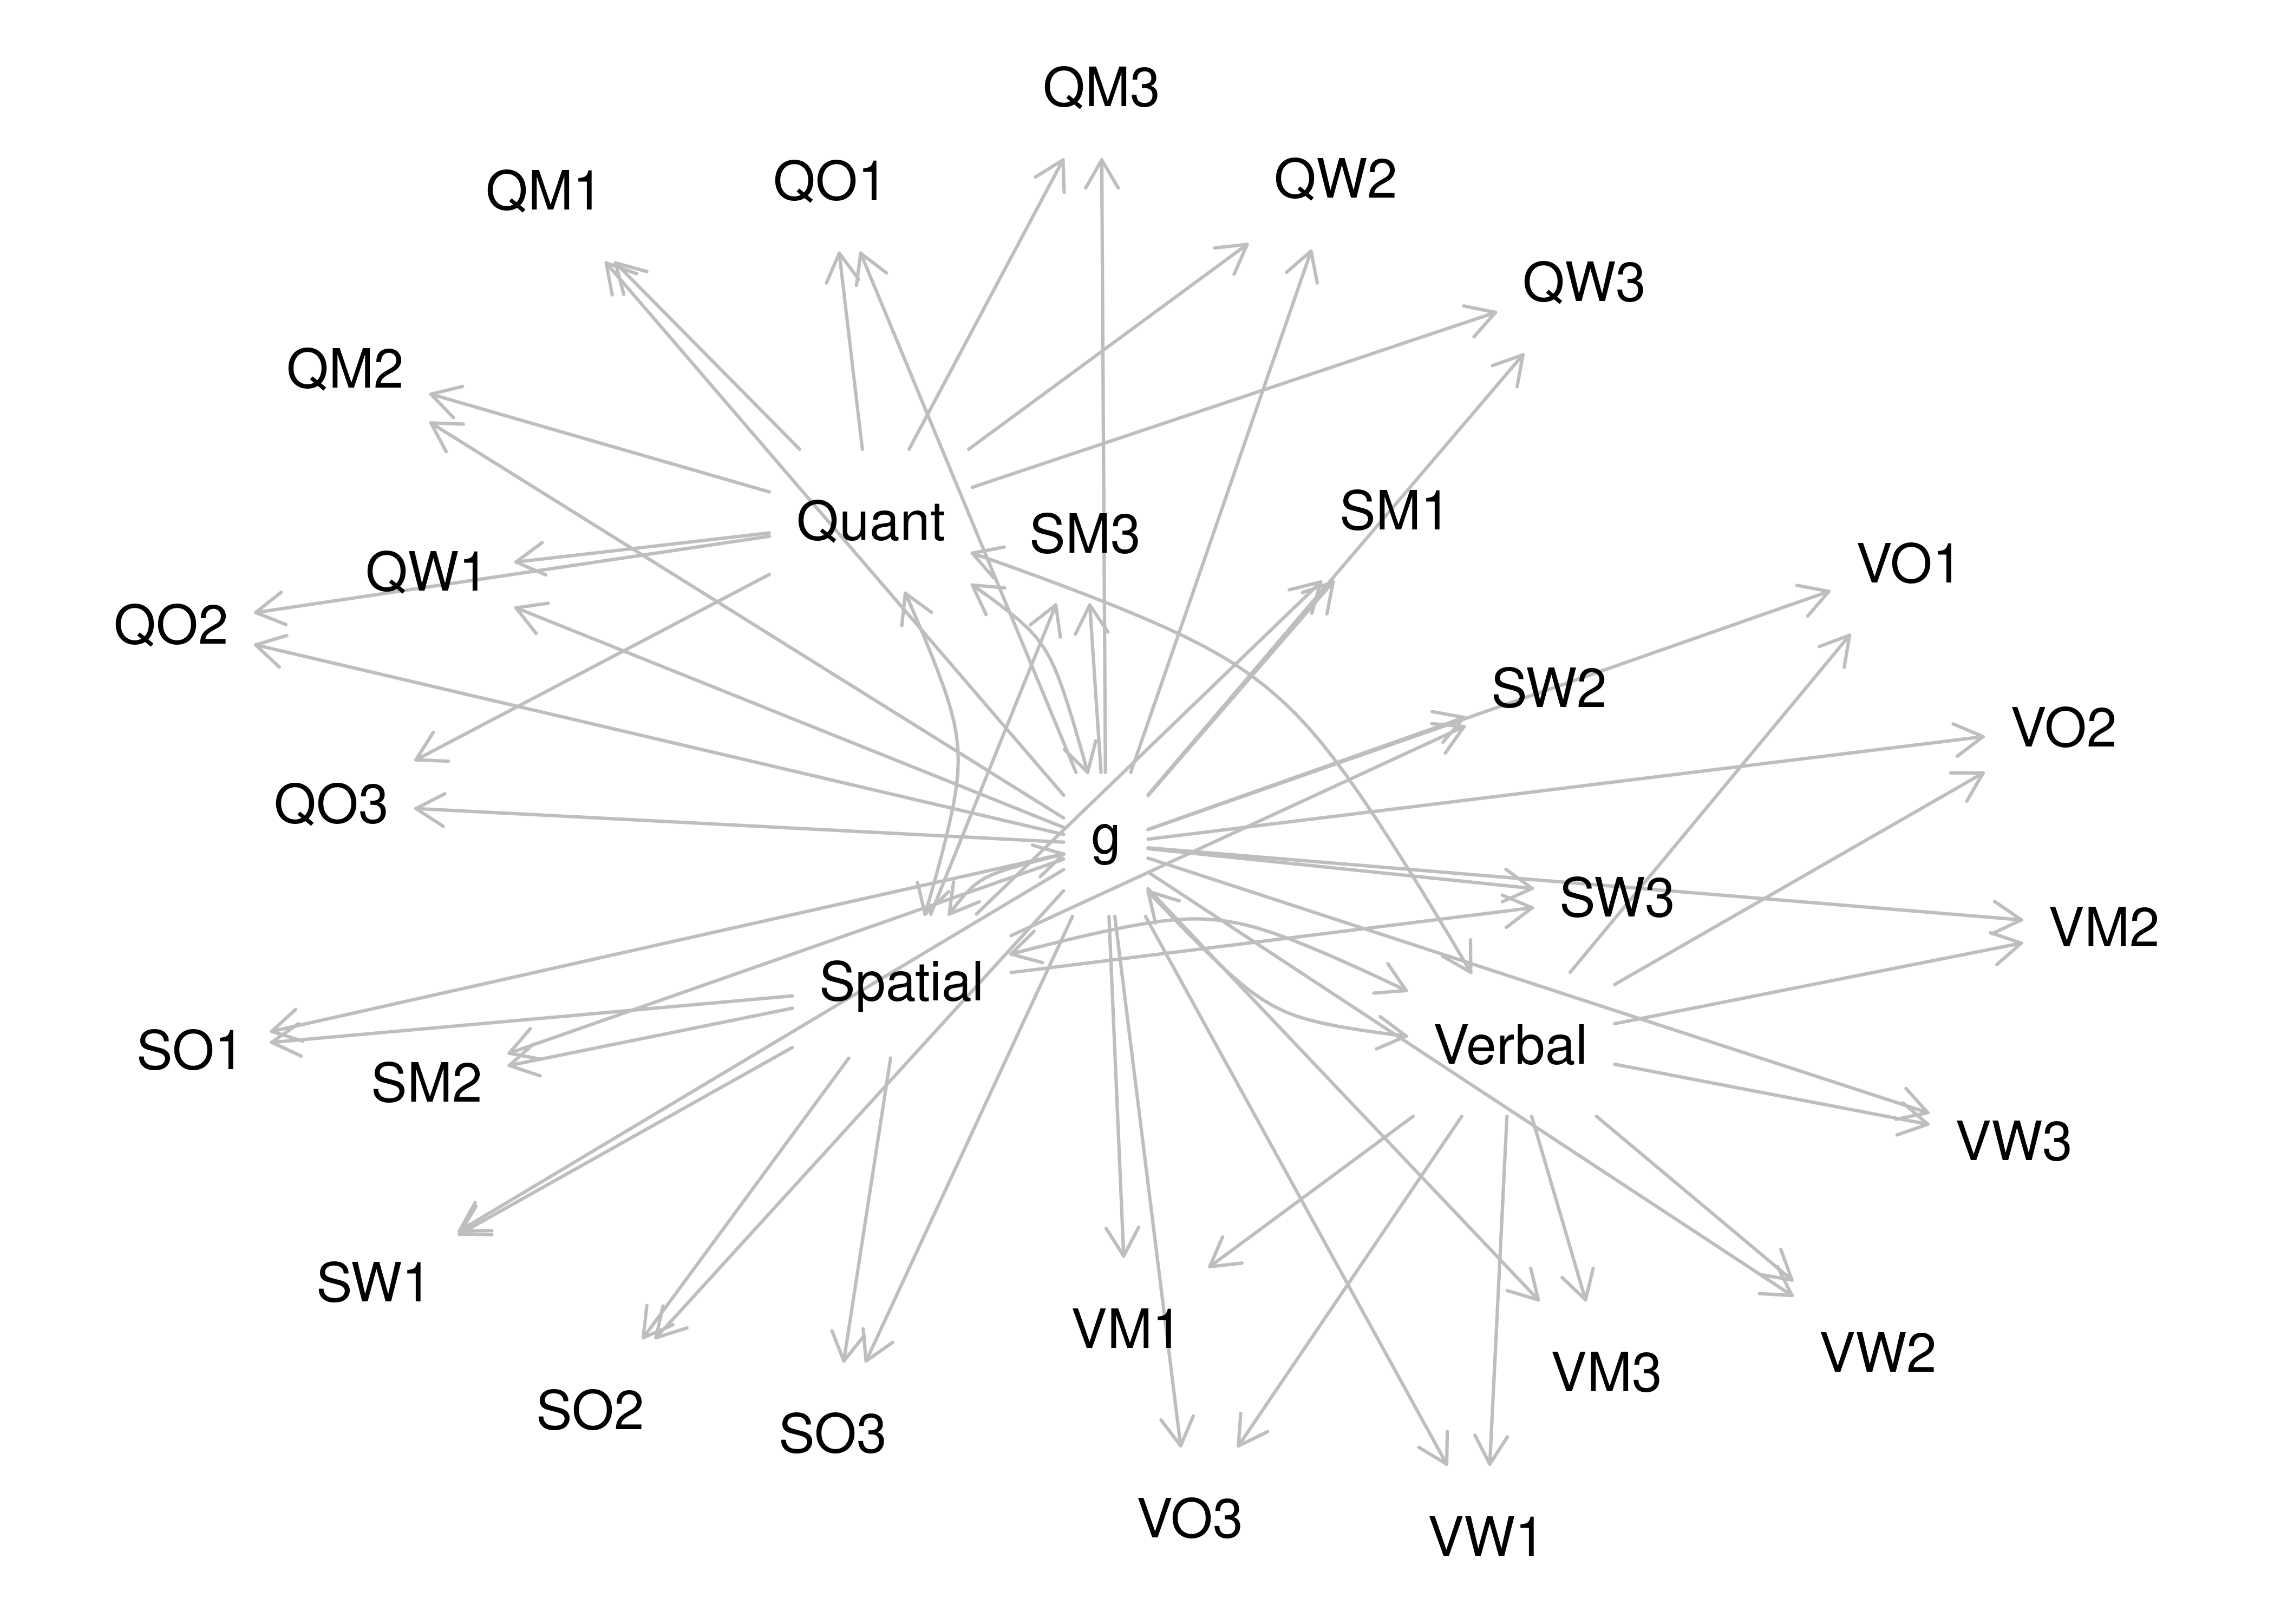 QM3
QW2
QO1
QM1
QW3
QM2
SM1
Quant
SM3
VO1
QW1
QO2
SW2
VO2
QO3
g
SW3
VM2
Spatial
Verbal
SO1
SM2
VW3
SW1
VM1
VW2
VM3
SO2
SO3
VO3
VW1